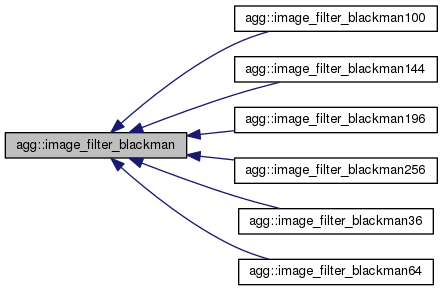 agg::image_filter_blackman100
agg::image_filter_blackman144
agg::image_filter_blackman196
agg::image_filter_blackman
agg::image_filter_blackman256
agg::image_filter_blackman36
agg::image_filter_blackman64